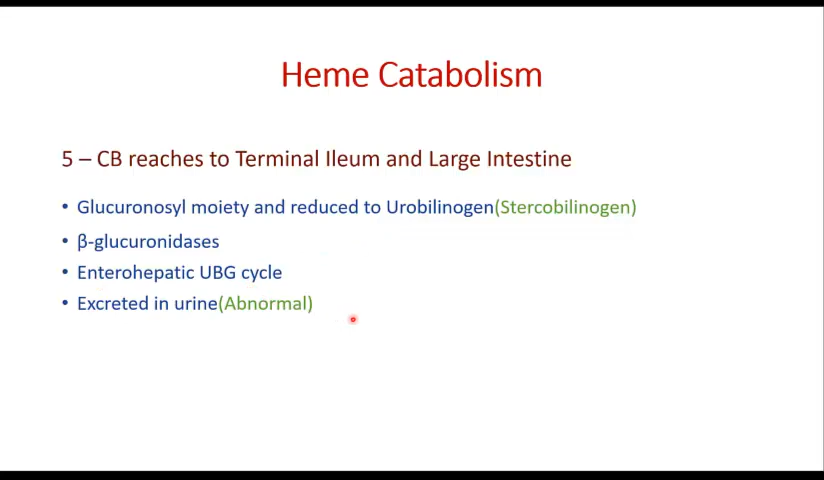 Heme Catabolism
5 – CB reaches to Terminal Ileum and Large Intestine
• Glucuronosyl moiety and reduced to Urobilinogen(Stercobilinogen)
• β-glucuronidases
• Enterohepatic UBG cycle
• Excreted in urine(Abnormal)